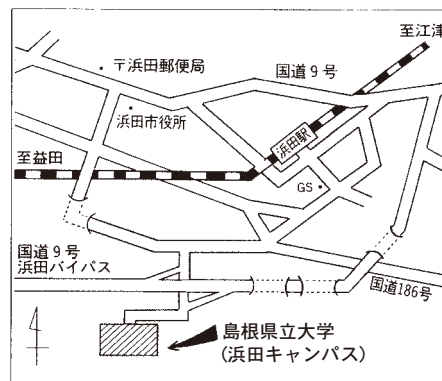 至江津
〒浜田郵便局
国道9号
浜田市役所
浜田駅
至益田
GS
国道9号
浜田バイパス
国道186号
島根県立大学
(浜田キャンパス)